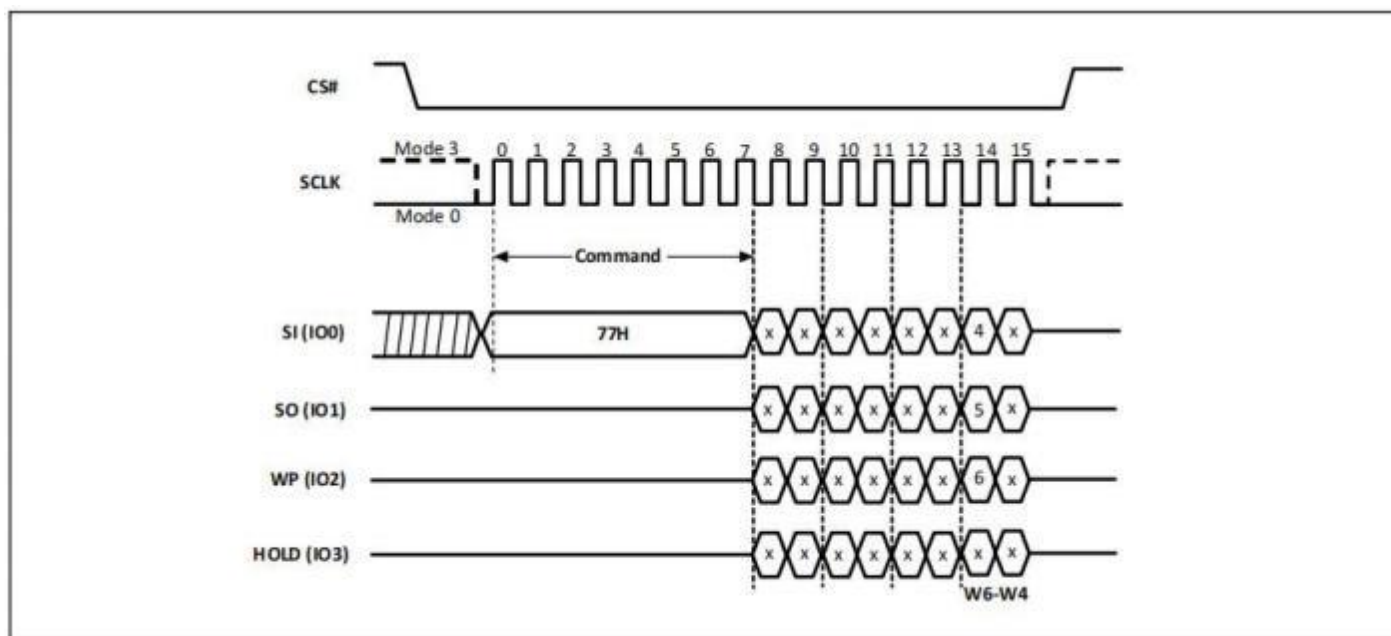 CS#
Mode 3
0 1 2 3 4 5 6 7 8 9 10 11 12 13 14 15
SCLK
Mode 0
Command
SI (IO0)
77H
x x x x x x 4 x
SO (IO1)
x x x x x x 5 x
WP (IO2)
x x x x x x 6 x
HOLD (IO3)
x x x x x x x x
W6-W4